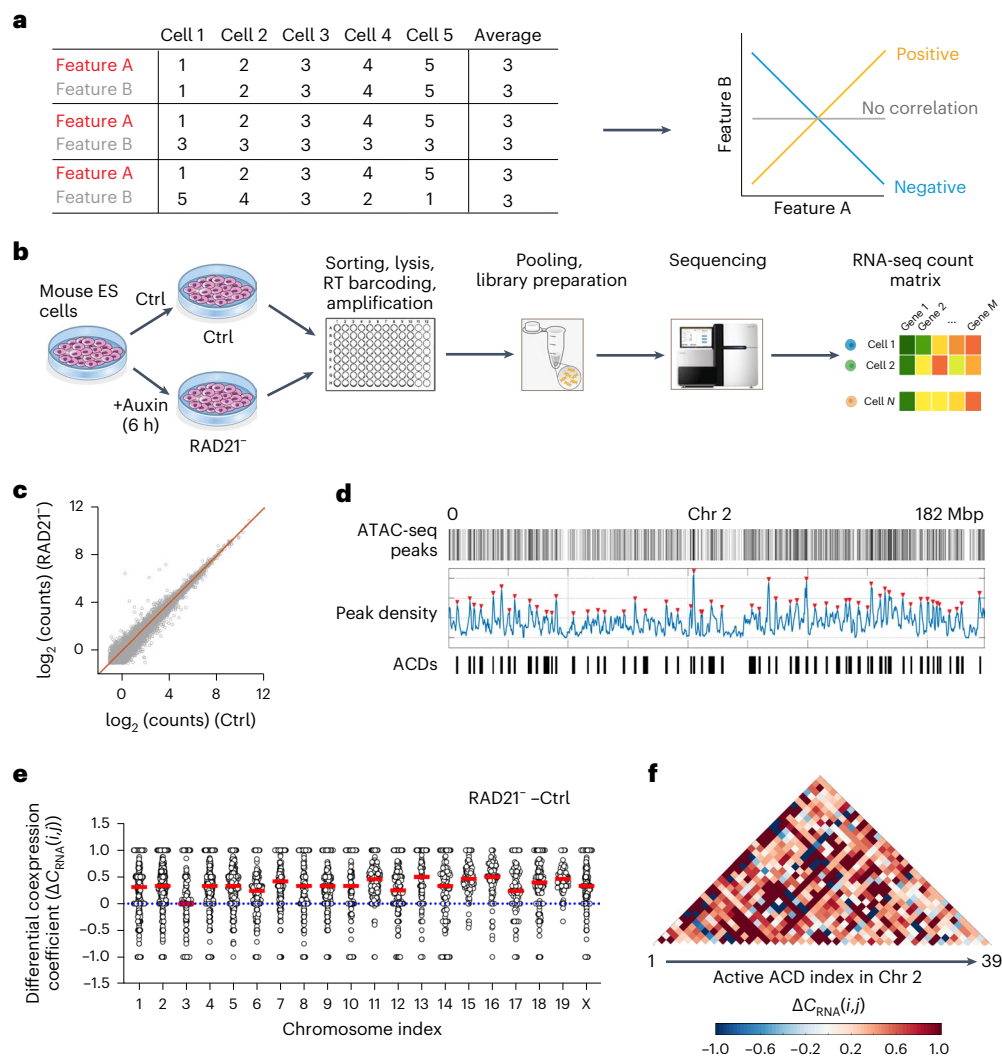 a
Cell 1 Cell 2 Cell 3 Cell 4 Cell 5 Average
Feature A 1 2 3 4 5 3
Feature B 1 2 3 4 5 3
Feature A 1 2 3 4 5 3
Feature B 3 3 3 3 3 3
Feature A 1 2 3 4 5 3
Feature B 5 4 3 2 1 3
Feature B
Positive
No correlation
Negative
Feature A
b
Mouse ES
cells
Ctrl
Ctrl
+Auxin
(6 h)
RAD21⁻
Sorting, lysis,
RT barcoding,
amplification
Pooling,
library preparation
Sequencing
RNA-seq count
matrix
Gene 1 Gene 2 ... Gene M
Cell 1
Cell 2
Cell N
c
log₂ (counts) (RAD21⁻)
12
8
4
0
0 4 8 12
log₂ (counts) (Ctrl)
d
0 Chr 2 182 Mbp
ATAC-seq
peaks
Peak density
ACDs
e
RAD21⁻ –Ctrl
Differential coexpression
coefficient (ΔC_RNA(i,j))
1.5
1.0
0.5
0
–0.5
–1.0
–1.5
1 2 3 4 5 6 7 8 9 10 11 12 13 14 15 16 17 18 19 X
Chromosome index
f
1 39
Active ACD index in Chr 2
ΔC_RNA(i,j)
–1.0 –0.6 –0.2 0.2 0.6 1.0